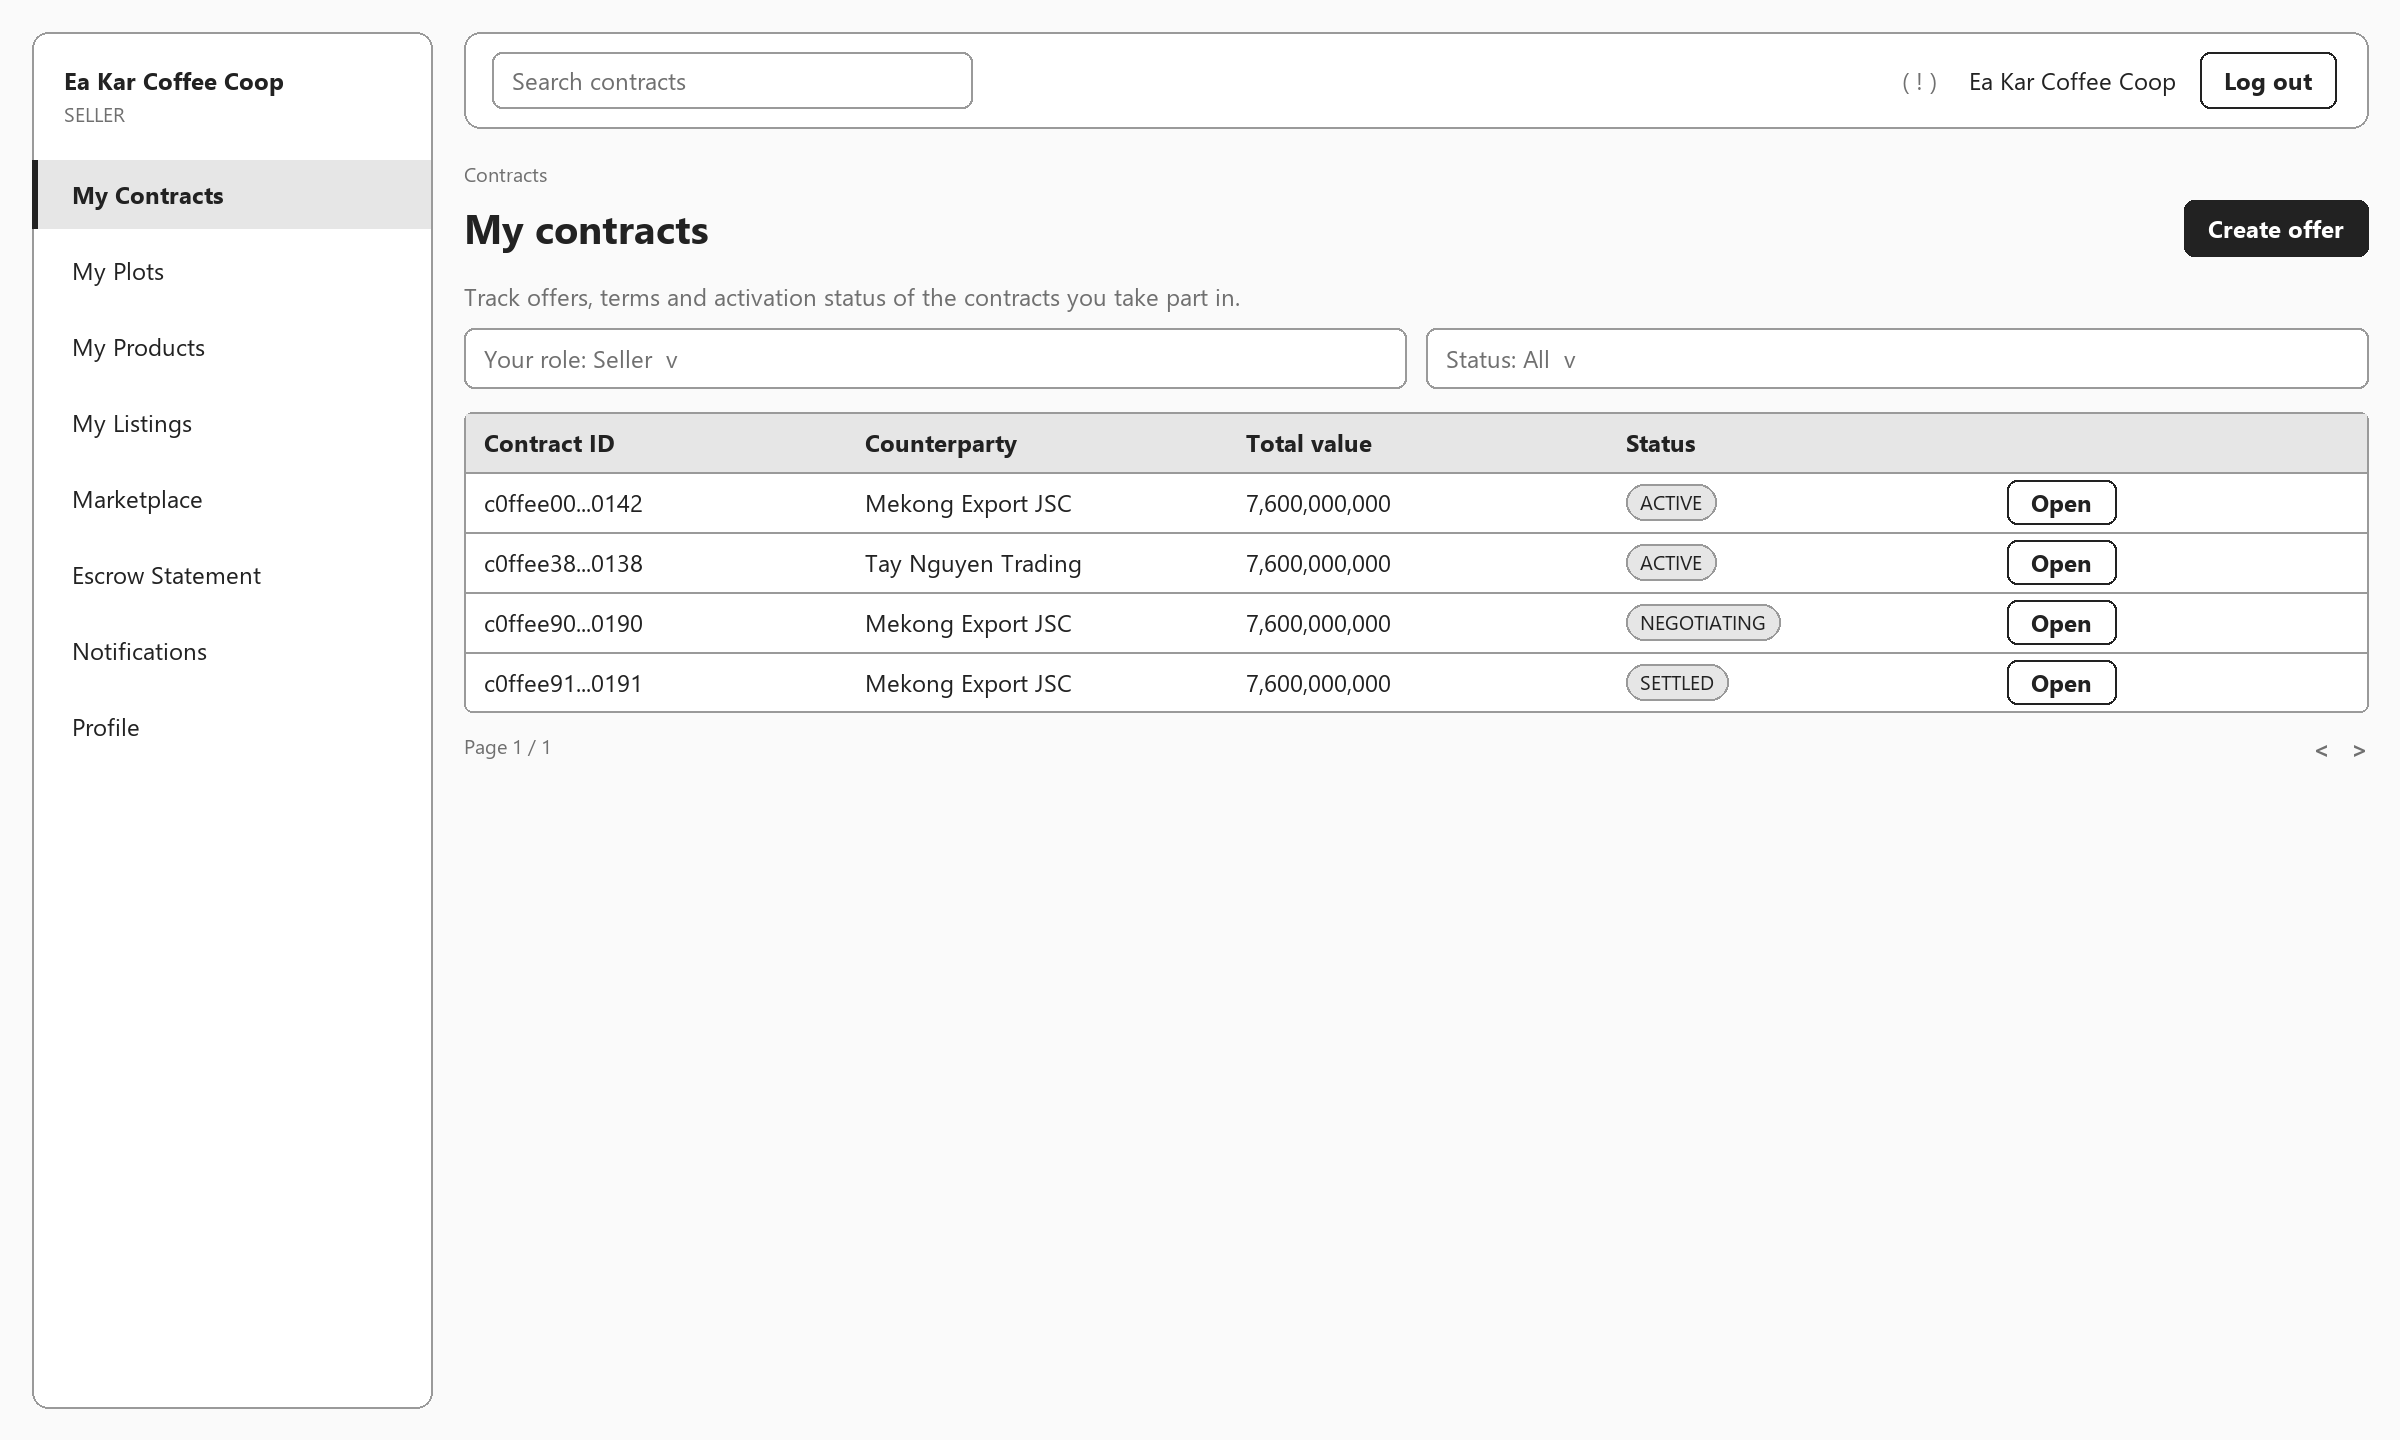 Ea Kar Coffee Coop
SELLER
My Contracts
My Plots
My Products
My Listings
Marketplace
Escrow Statement
Notifications
Profile
Search contracts
( ! ) Ea Kar Coffee Coop Log out
Contracts
My contracts
Create offer
Track offers, terms and activation status of the contracts you take part in.
Your role: Seller v
Status: All v
Contract ID Counterparty Total value Status
c0ffee00...0142 Mekong Export JSC 7,600,000,000 ACTIVE Open
c0ffee38...0138 Tay Nguyen Trading 7,600,000,000 ACTIVE Open
c0ffee90...0190 Mekong Export JSC 7,600,000,000 NEGOTIATING Open
c0ffee91...0191 Mekong Export JSC 7,600,000,000 SETTLED Open
Page 1 / 1
< >